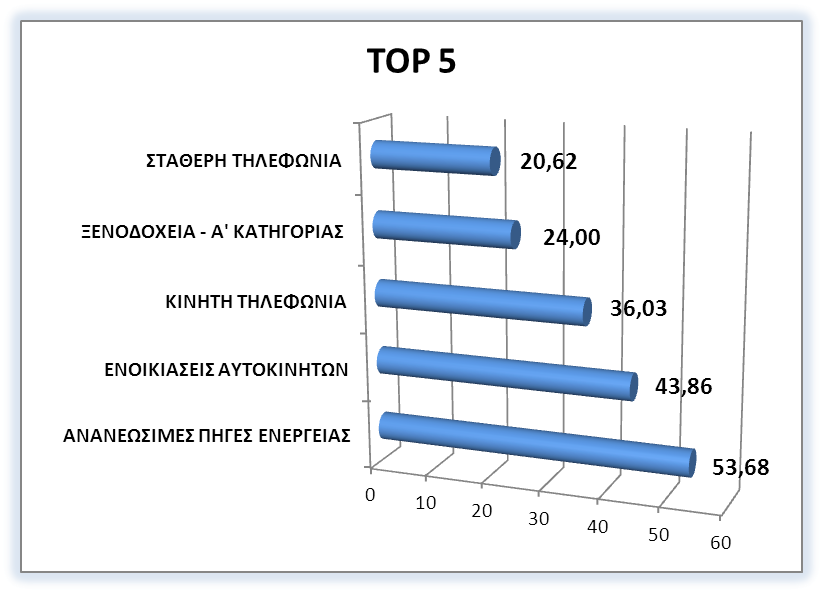 TOP 5
ΣΤΑΘΕΡΗ ΤΗΛΕΦΩΝΙΑ 20,62
ΞΕΝΟΔΟΧΕΙΑ - Α' ΚΑΤΗΓΟΡΙΑΣ 24,00
ΚΙΝΗΤΗ ΤΗΛΕΦΩΝΙΑ 36,03
ΕΝΟΙΚΙΑΣΕΙΣ ΑΥΤΟΚΙΝΗΤΩΝ 43,86
ΑΝΑΝΕΩΣΙΜΕΣ ΠΗΓΕΣ ΕΝΕΡΓΕΙΑΣ 53,68
0 10 20 30 40 50 60